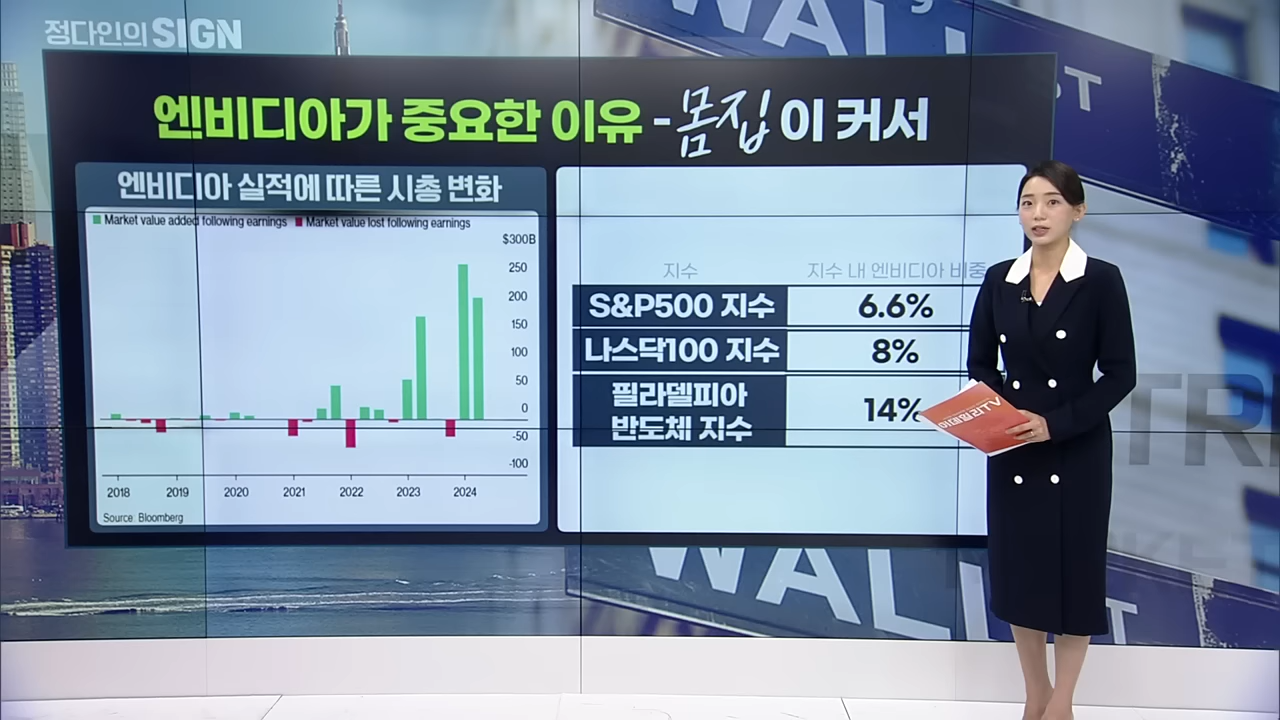 정다인의 SIGN
WALL
ST
엔비디아가 중요한 이유 - 몸집이 커서
엔비디아 실적에 따른 시총 변화
Market value added following earnings Market value lost following earnings
$300B
250
200
150
100
50
0
-50
-100
2018 2019 2020 2021 2022 2023 2024
Source: Bloomberg
지수 지수 내 엔비디아 비중
S&P500 지수 6.6%
나스닥100 지수 8%
필라델피아
반도체 지수 14%
이데일리TV
TR
WALL
T